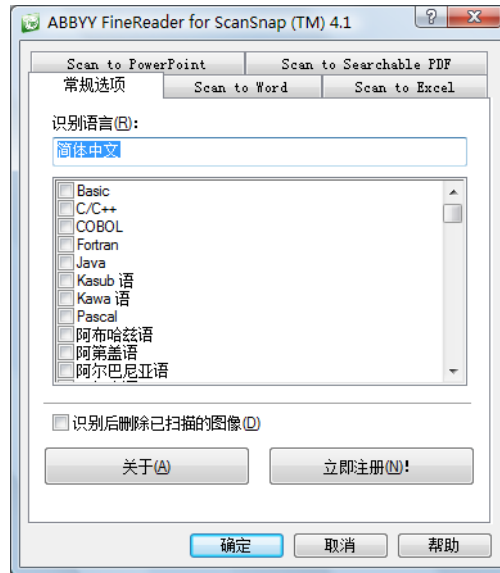 ABBYY FineReader for ScanSnap (TM) 4.1
Scan to PowerPoint
Scan to Searchable PDF
常规选项
Scan to Word
Scan to Excel
识别语言(R):
简体中文
Basic
C/C++
COBOL
Fortran
Java
Kasub 语
Kawa 语
Pascal
阿布哈兹语
阿第盖语
阿尔巴尼亚语
识别后删除已扫描的图像(D)
关于(A)
立即注册(N)!
确定
取消
帮助